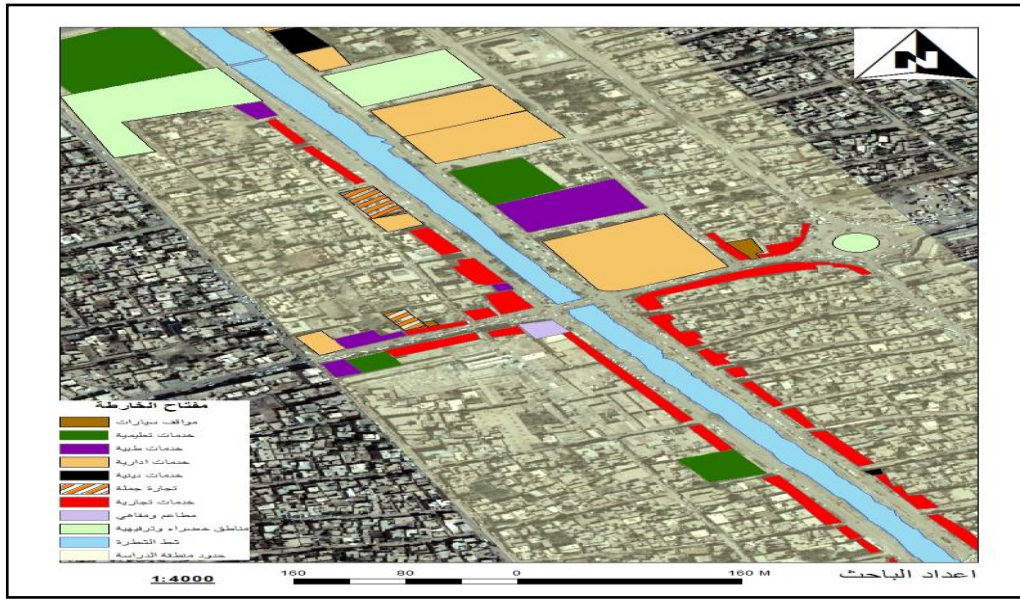 N
مفتاح الخارطة
مواقف سيارات
خدمات تعليمية
خدمات طبية
خدمات ادارية
خدمات دينية
تجارة جملة
خدمات تجارية
مطاعم ومقاهي
مناطق خضراء وترفيهية
شط الشطرة
حدود منطقة الدراسة
1:4000
160 80 0 160 M
اعداد الباحث